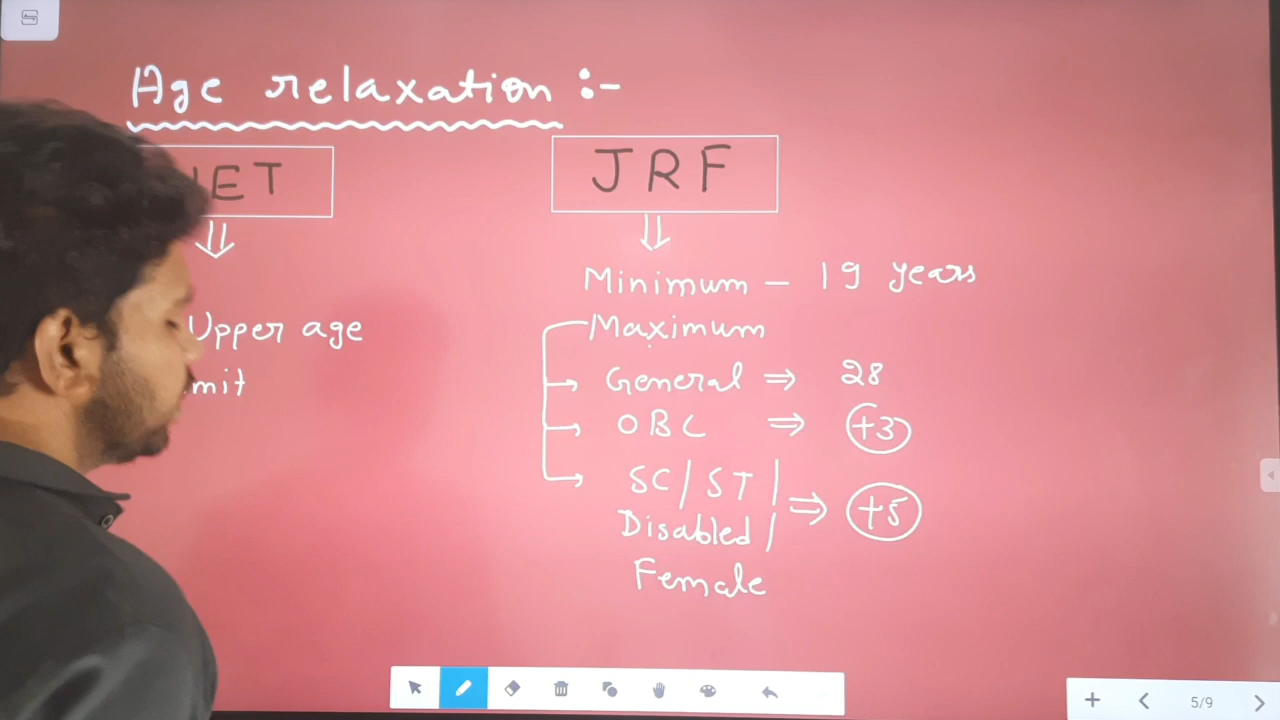 Age relaxation :-
ET
JRF
⇓
⇓
Minimum - 19 years
Upper age
mit
Maximum
General ⇒ 28
OBC ⇒ +3
SC/ST/
Disabled/ ⇒ +5
Female
5/9